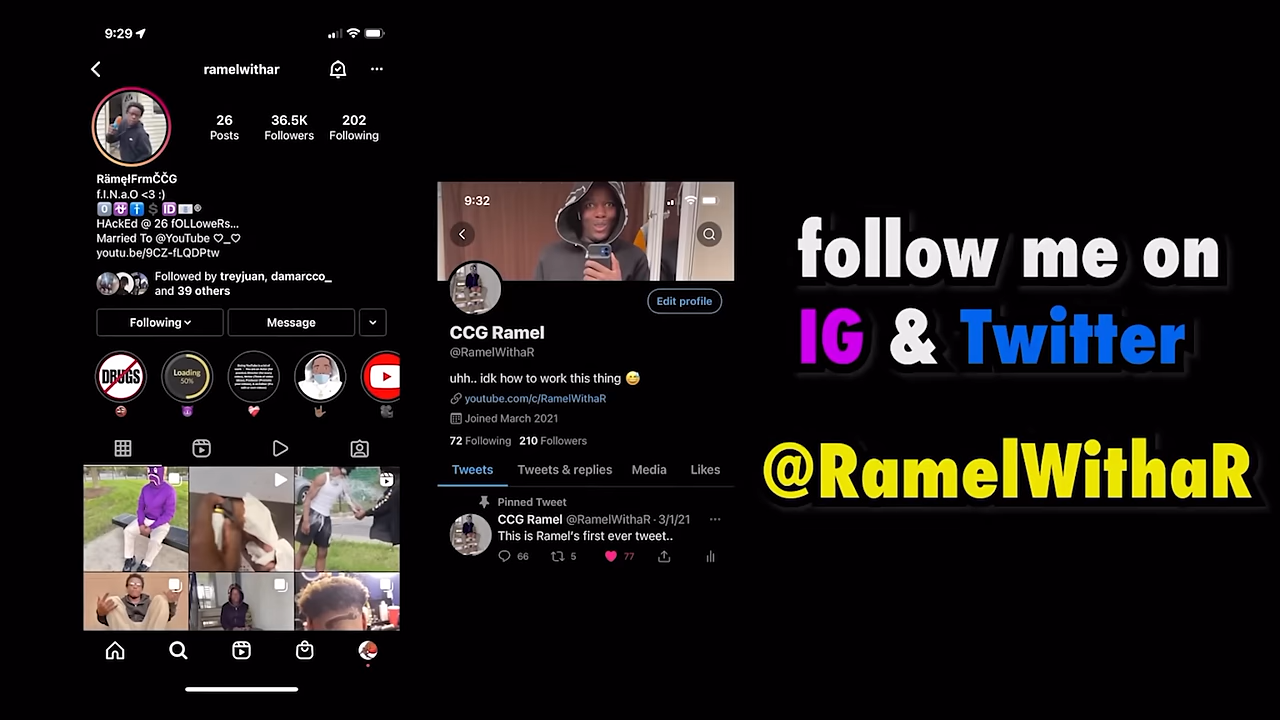 9:29
ramelwithar
26
Posts
36.5K
Followers
202
Following
RämęłFrmČČG
f.I.N.a.O <3 :)
HAckEd @ 26 fOLLoweRs...
Married To @YouTube ♡_♡
youtu.be/9CZ-fLQDPtw
Followed by treyjuan, damarcco_
and 39 others
Following
Message
DRUGS
Loading
50%
9:32
Edit profile
CCG Ramel
@RamelWithaR
uhh.. idk how to work this thing 😅
youtube.com/c/RamelWithaR
Joined March 2021
72 Following 210 Followers
Tweets Tweets & replies Media Likes
Pinned Tweet
CCG Ramel @RamelWithaR · 3/1/21
This is Ramel's first ever tweet..
66 5 77
follow me on
IG & Twitter
@RamelWithaR